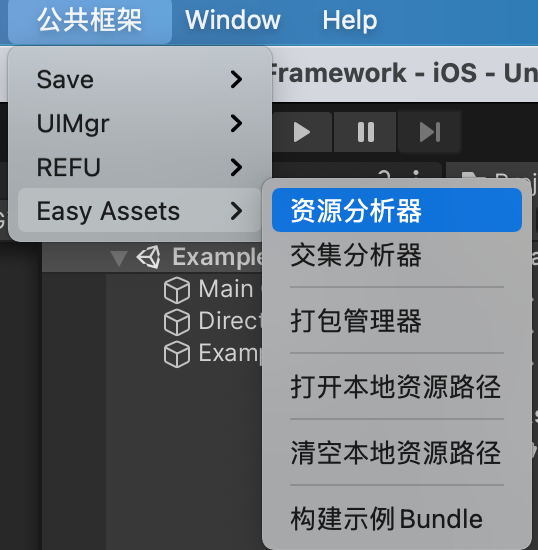 公共框架 Window Help
Framework - iOS - Un
Save
UIMgr
REFU
Easy Assets
资源分析器
交集分析器
打包管理器
打开本地资源路径
清空本地资源路径
构建示例Bundle
Example
Main
Direct
Examp